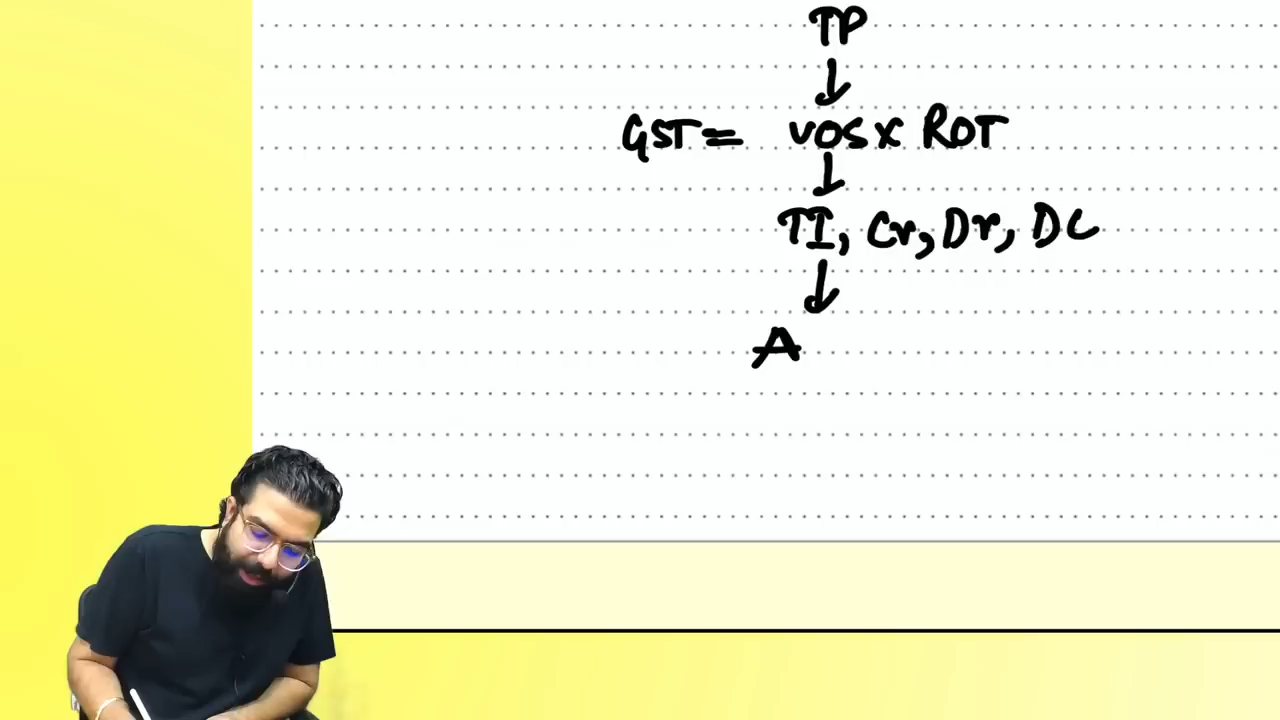 TP
GST = VOS x ROT
TI, Cr, Dr, DC
A